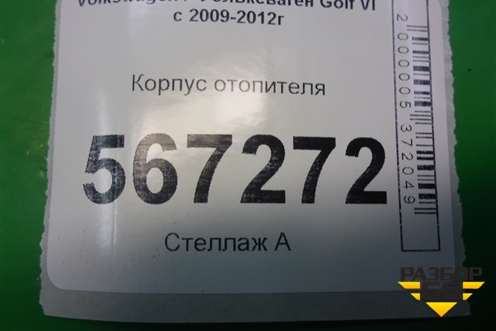 Volkswagen / Фольксваген Golf VI
с 2009-2012г
Корпус отопителя
567272
Стеллаж А
2000005372049
РАЗБОР